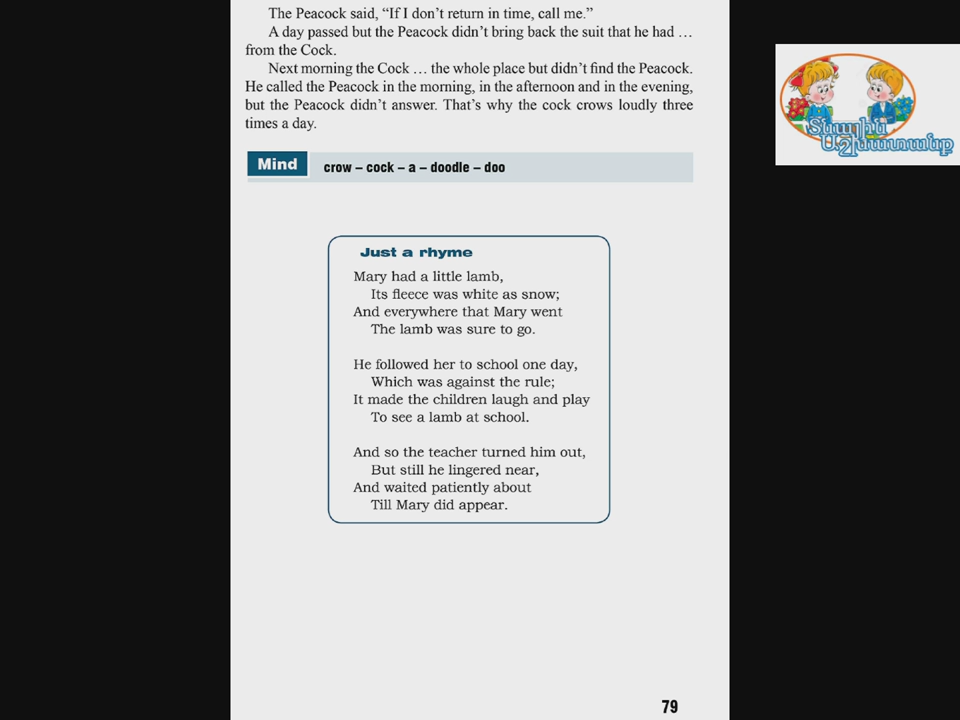 The Peacock said, “If I don’t return in time, call me.”
A day passed but the Peacock didn’t bring back the suit that he had …
from the Cock.
Next morning the Cock … the whole place but didn’t find the Peacock.
He called the Peacock in the morning, in the afternoon and in the evening,
but the Peacock didn’t answer. That’s why the cock crows loudly three
times a day.
Mind crow – cock – a – doodle – doo
Just a rhyme
Mary had a little lamb,
Its fleece was white as snow;
And everywhere that Mary went
The lamb was sure to go.
He followed her to school one day,
Which was against the rule;
It made the children laugh and play
To see a lamb at school.
And so the teacher turned him out,
But still he lingered near,
And waited patiently about
Till Mary did appear.
79
Տնային
Աշխատանք